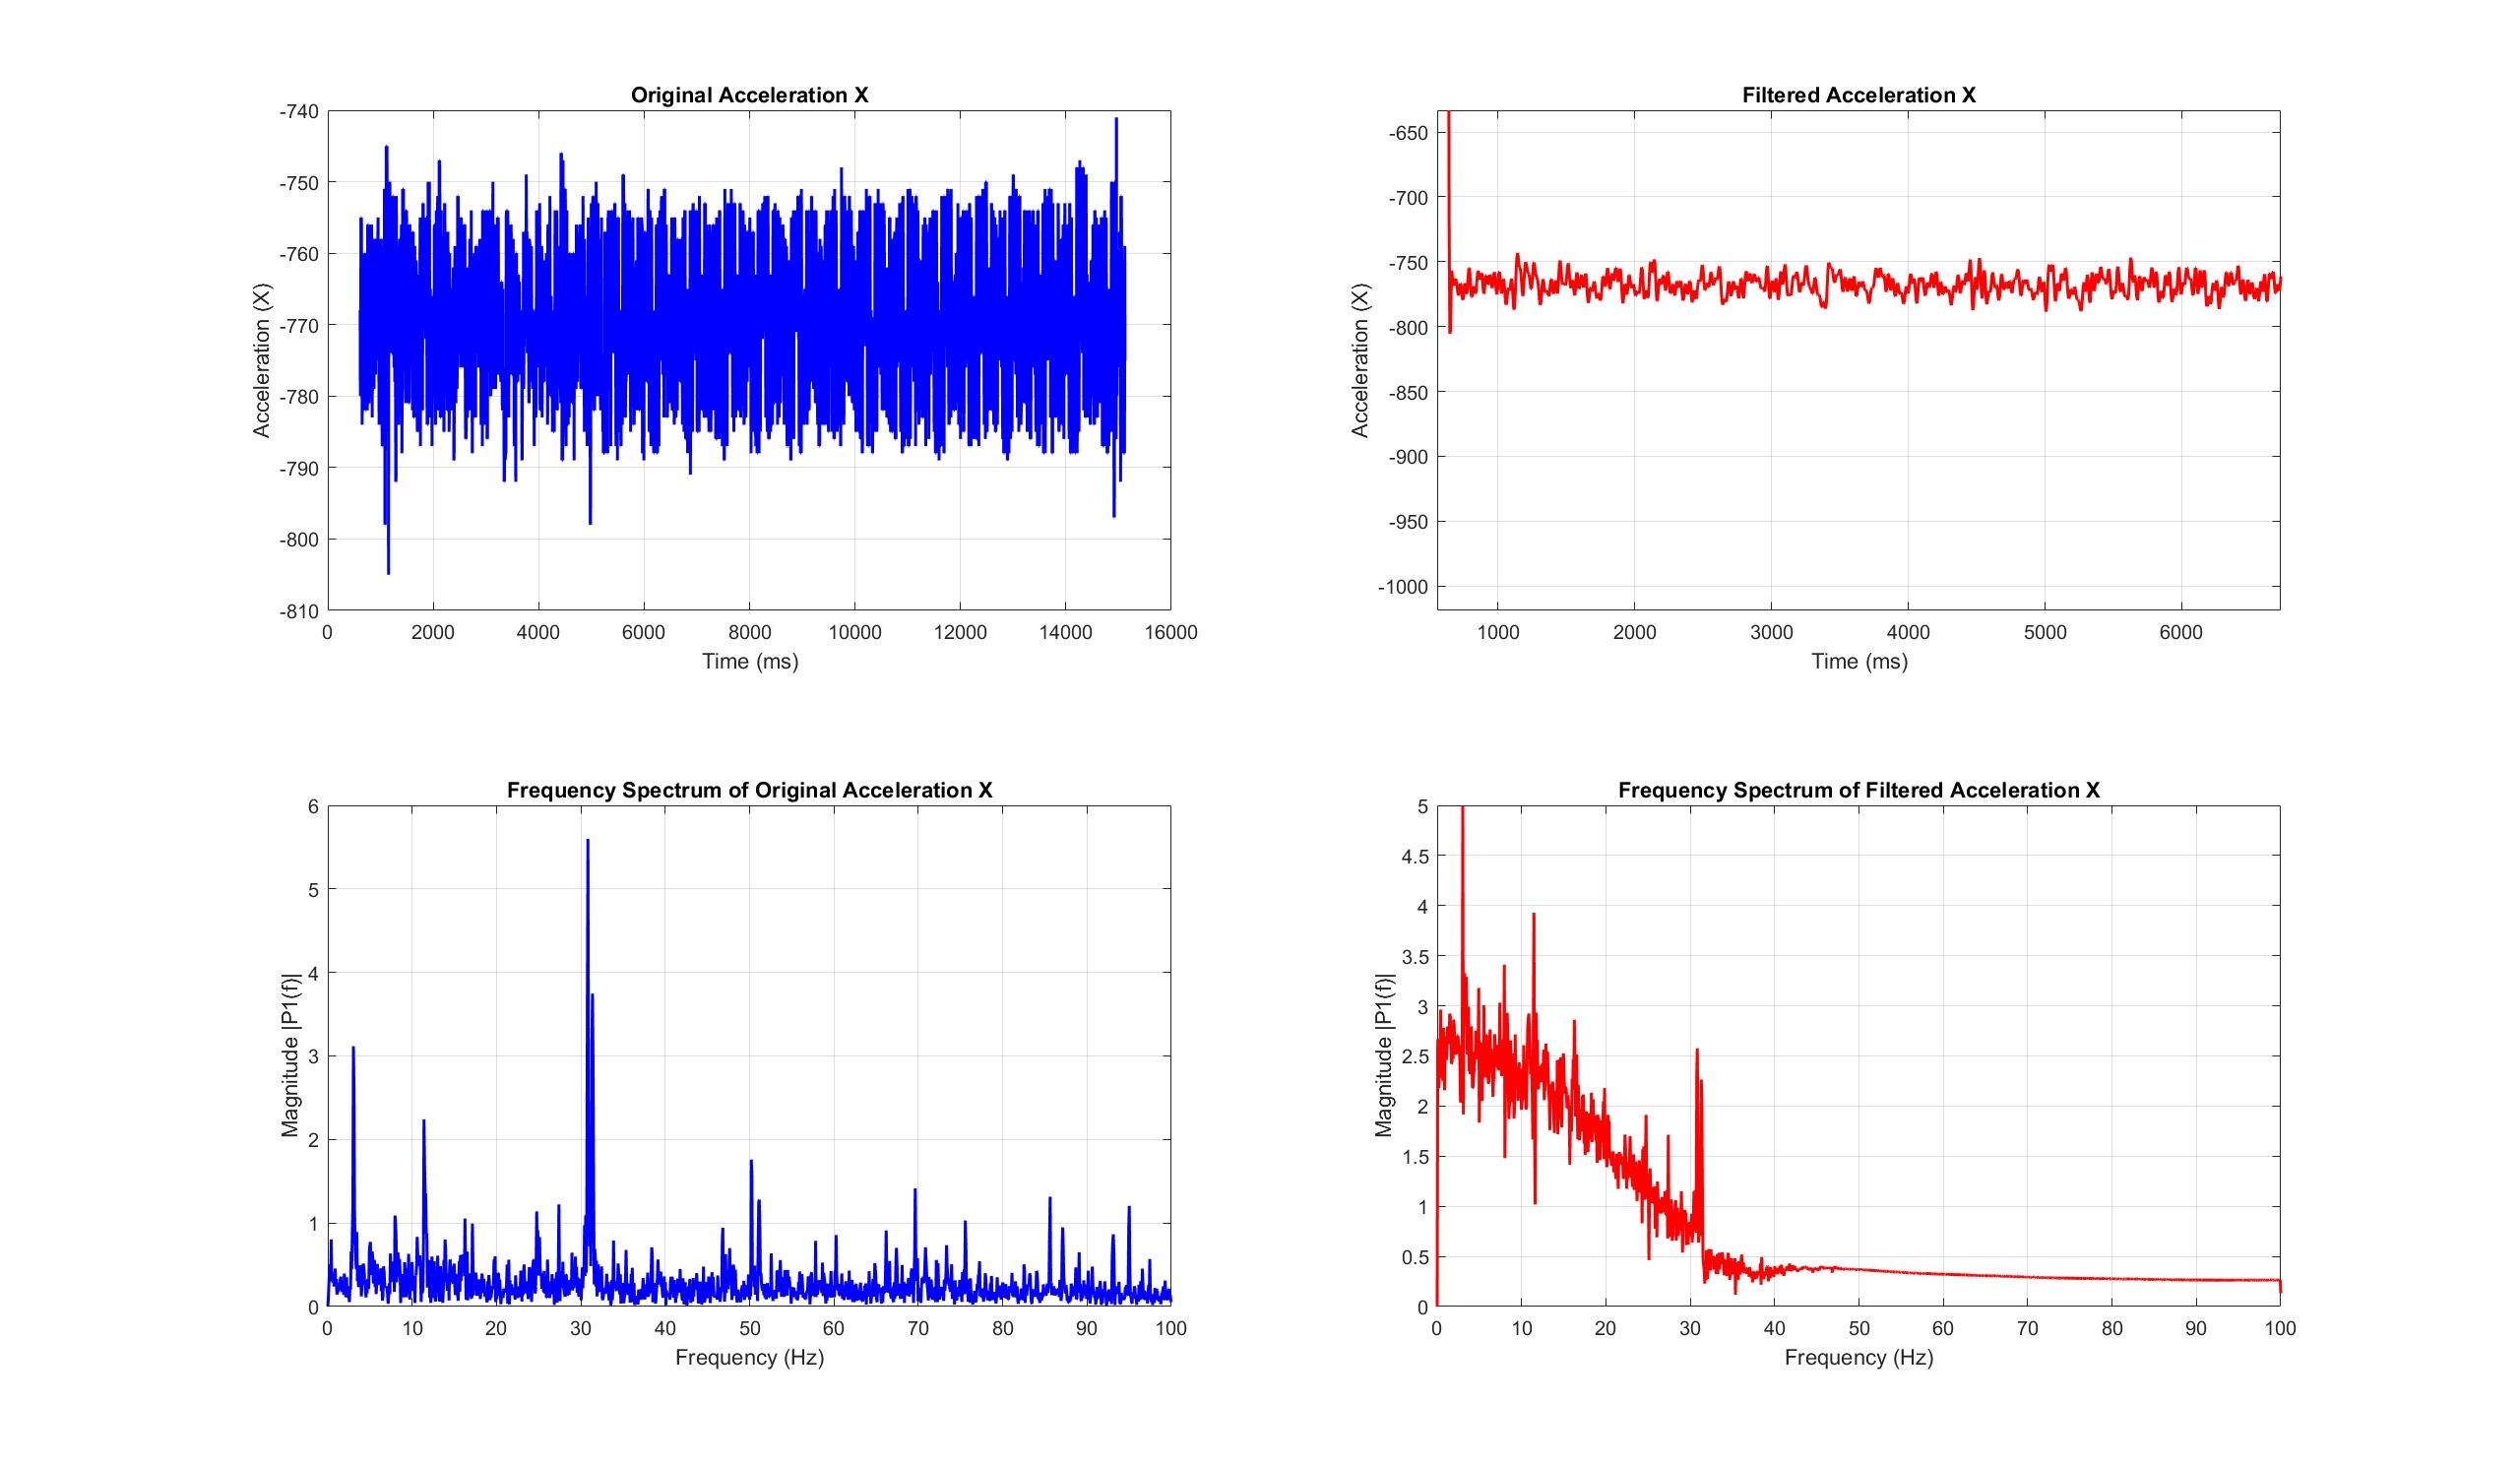 Original Acceleration X
-740
-750
-760
-770
-780
-790
-800
-810
Acceleration (X)
0 2000 4000 6000 8000 10000 12000 14000 16000
Time (ms)
Filtered Acceleration X
-650
-700
-750
-800
-850
-900
-950
-1000
Acceleration (X)
1000 2000 3000 4000 5000 6000
Time (ms)
Frequency Spectrum of Original Acceleration X
6
5
4
3
2
1
0
Magnitude |P1(f)|
0 10 20 30 40 50 60 70 80 90 100
Frequency (Hz)
Frequency Spectrum of Filtered Acceleration X
5
4.5
4
3.5
3
2.5
2
1.5
1
0.5
0
Magnitude |P1(f)|
0 10 20 30 40 50 60 70 80 90 100
Frequency (Hz)